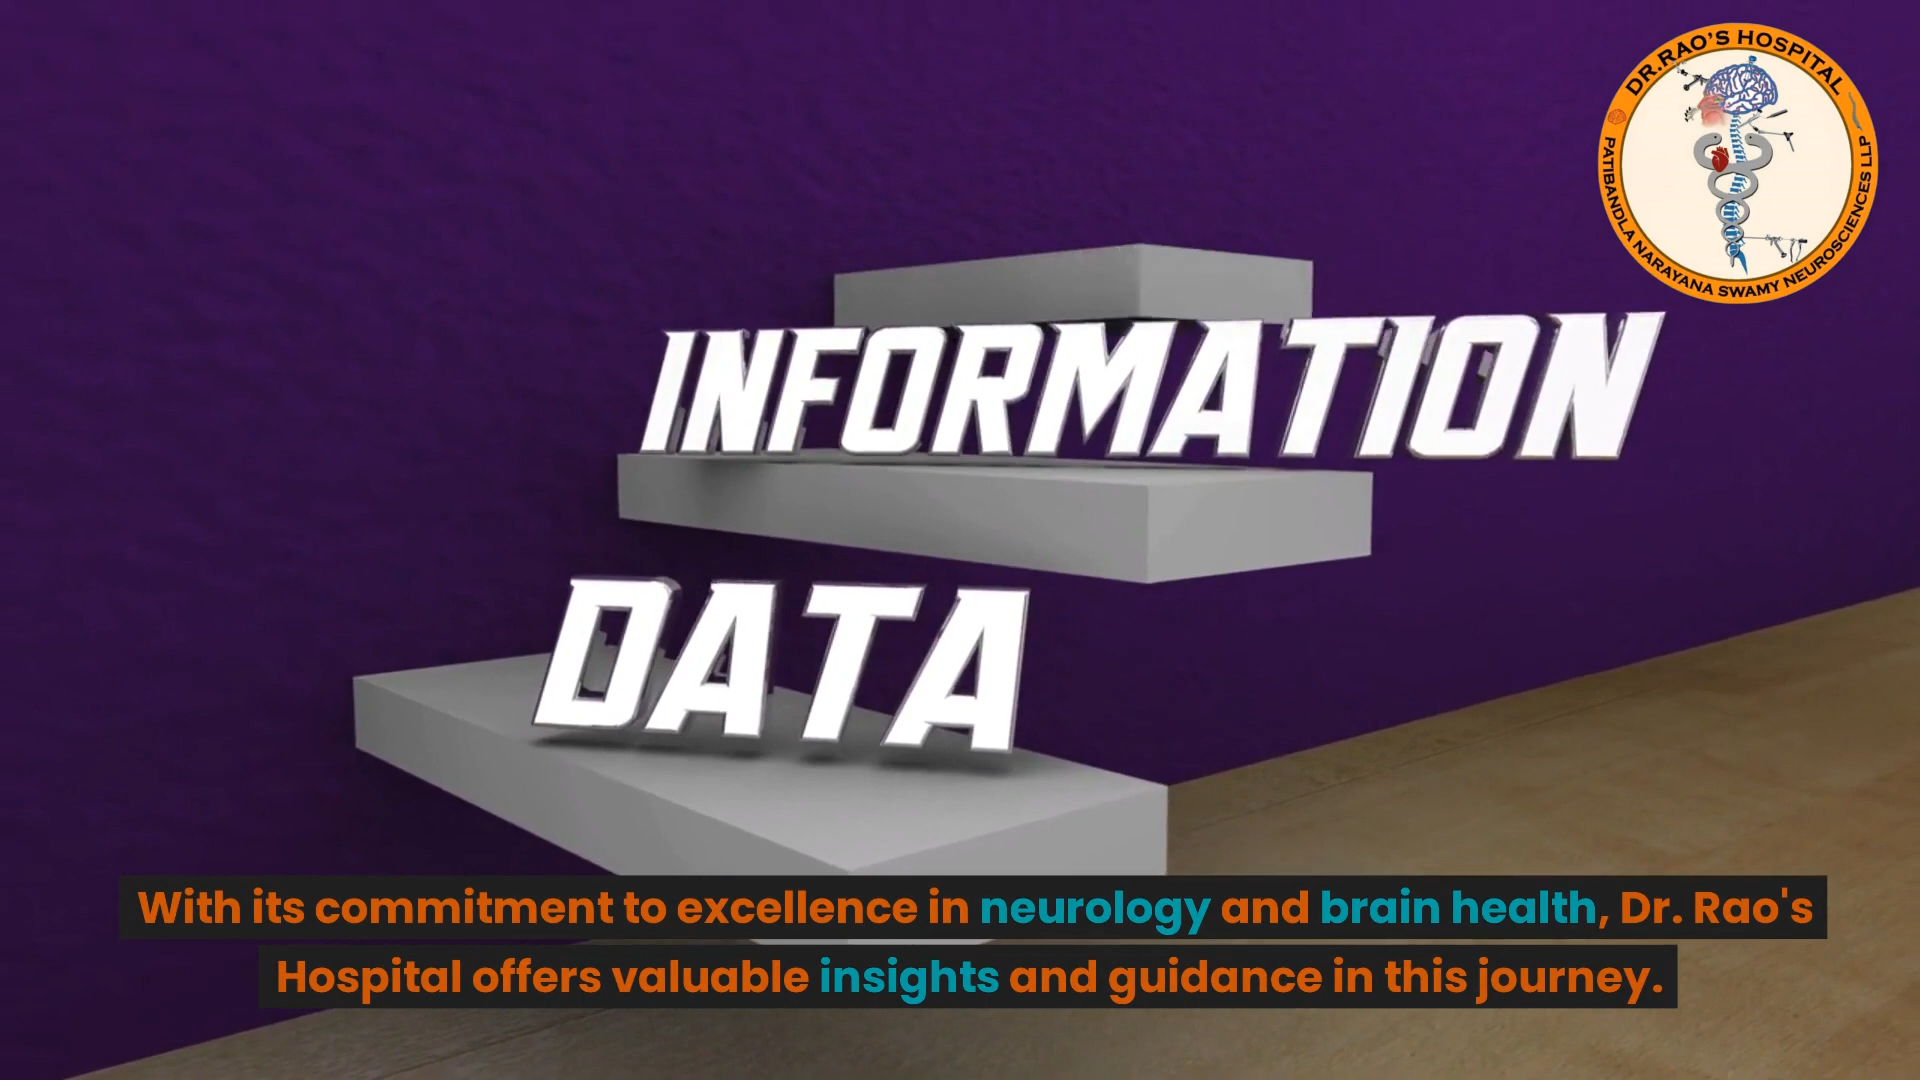 DR.RAO'S HOSPITAL
PATIBANDLA NARAYANA SWAMY NEUROSCIENCES LLP
INFORMATION
DATA
With its commitment to excellence in neurology and brain health, Dr. Rao's
Hospital offers valuable insights and guidance in this journey.